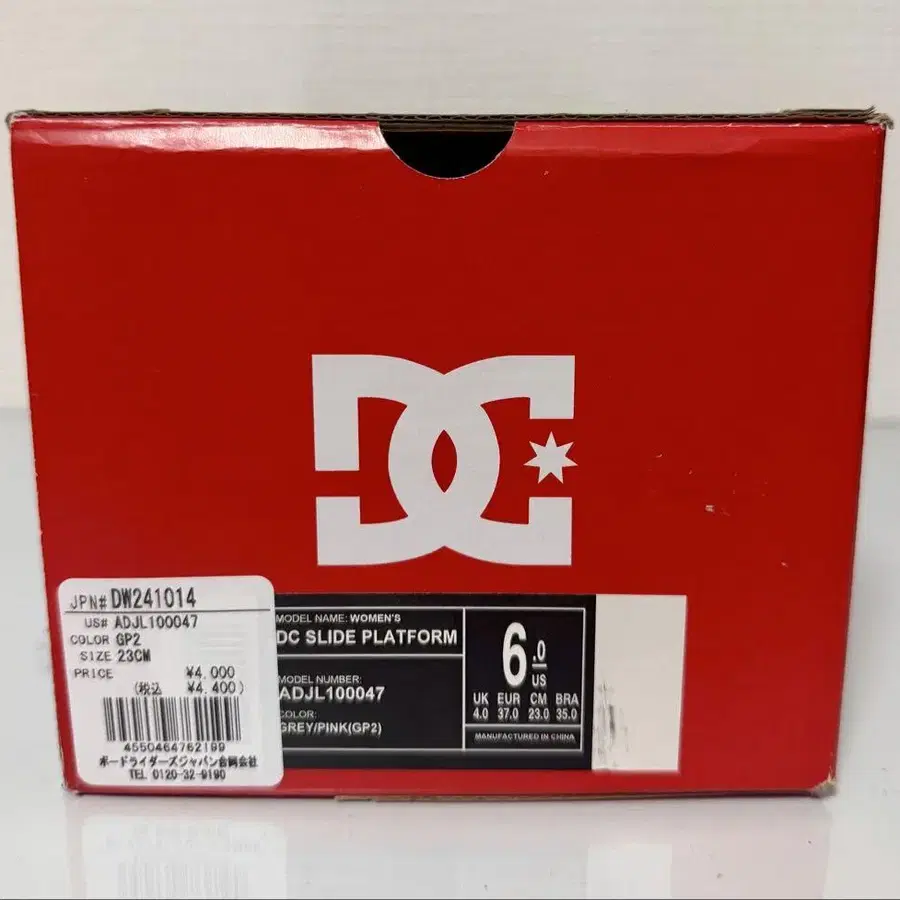 DC
JPN# DW241014
US# ADJL100047
COLOR GP2
SIZE 23CM
PRICE ¥4,000
(税込 ¥4,400)
4550464762199
ボードライダーズジャパン合同会社
TEL 0120-32-9190
MODEL NAME: WOMEN'S
DC SLIDE PLATFORM
MODEL NUMBER:
ADJL100047
COLOR:
GREY/PINK(GP2)
6.0
US
UK EUR CM BRA
4.0 37.0 23.0 35.0
MANUFACTURED IN CHINA